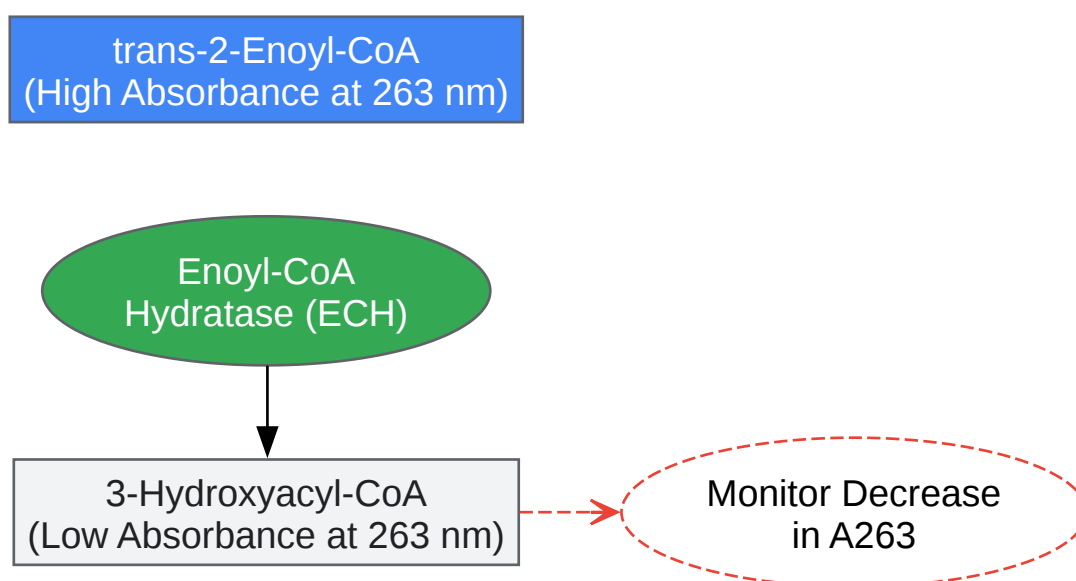 trans-2-Enoyl-CoA
(High Absorbance at 263 nm)
Enoyl-CoA
Hydratase (ECH)
3-Hydroxyacyl-CoA
(Low Absorbance at 263 nm)
Monitor Decrease
in A263